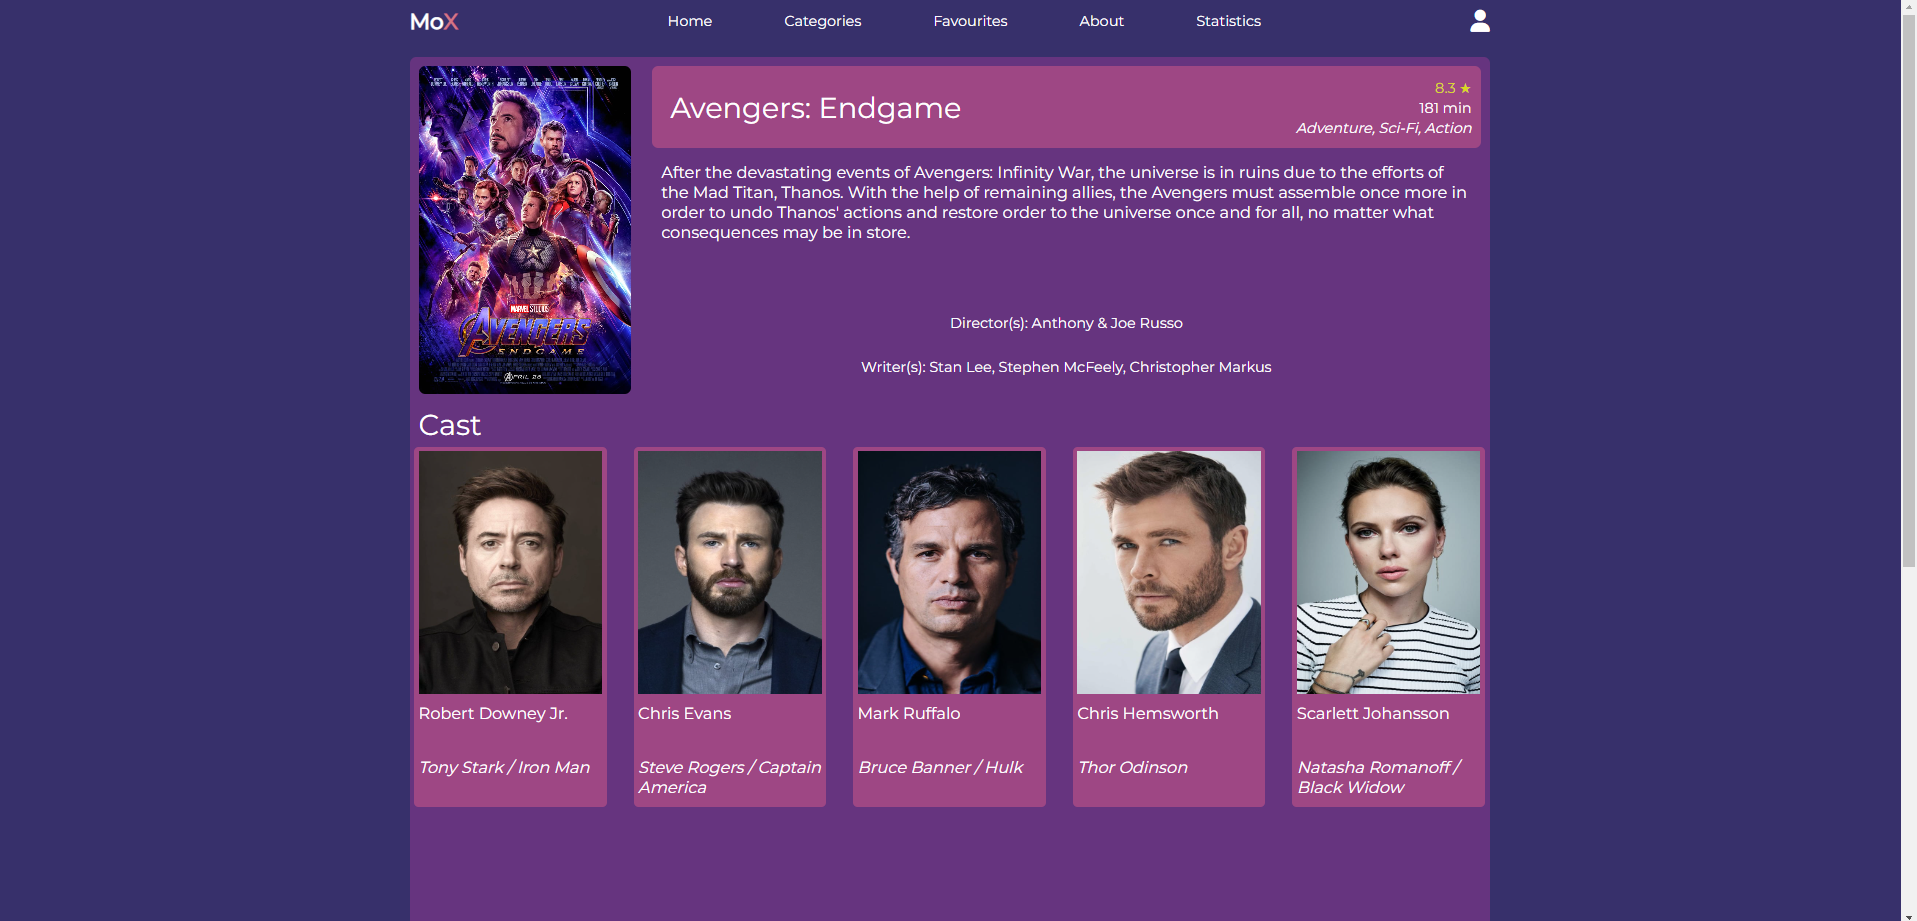 MoX
Home
Categories
Favourites
About
Statistics
MARVEL STUDIOS
AVENGERS
ENDGAME
APRIL 26
Avengers: Endgame
8.3 ★
181 min
Adventure, Sci-Fi, Action
After the devastating events of Avengers: Infinity War, the universe is in ruins due to the efforts of
the Mad Titan, Thanos. With the help of remaining allies, the Avengers must assemble once more in
order to undo Thanos' actions and restore order to the universe once and for all, no matter what
consequences may be in store.
Director(s): Anthony & Joe Russo
Writer(s): Stan Lee, Stephen McFeely, Christopher Markus
Cast
Robert Downey Jr.
Tony Stark / Iron Man
Chris Evans
Steve Rogers / Captain
America
Mark Ruffalo
Bruce Banner / Hulk
Chris Hemsworth
Thor Odinson
Scarlett Johansson
Natasha Romanoff /
Black Widow